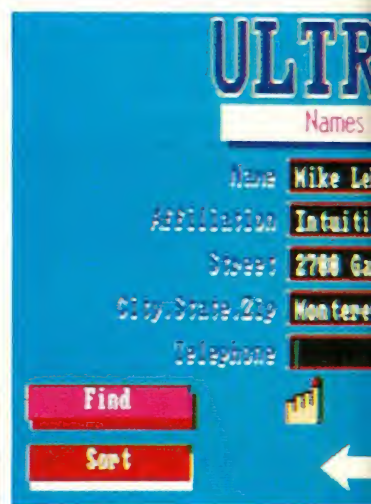 ULTR
Names
Name Mike Le
Affiliation Intuiti
Street 2700 Ga
City,State,Zip Montere
Telephone
Find
Sort